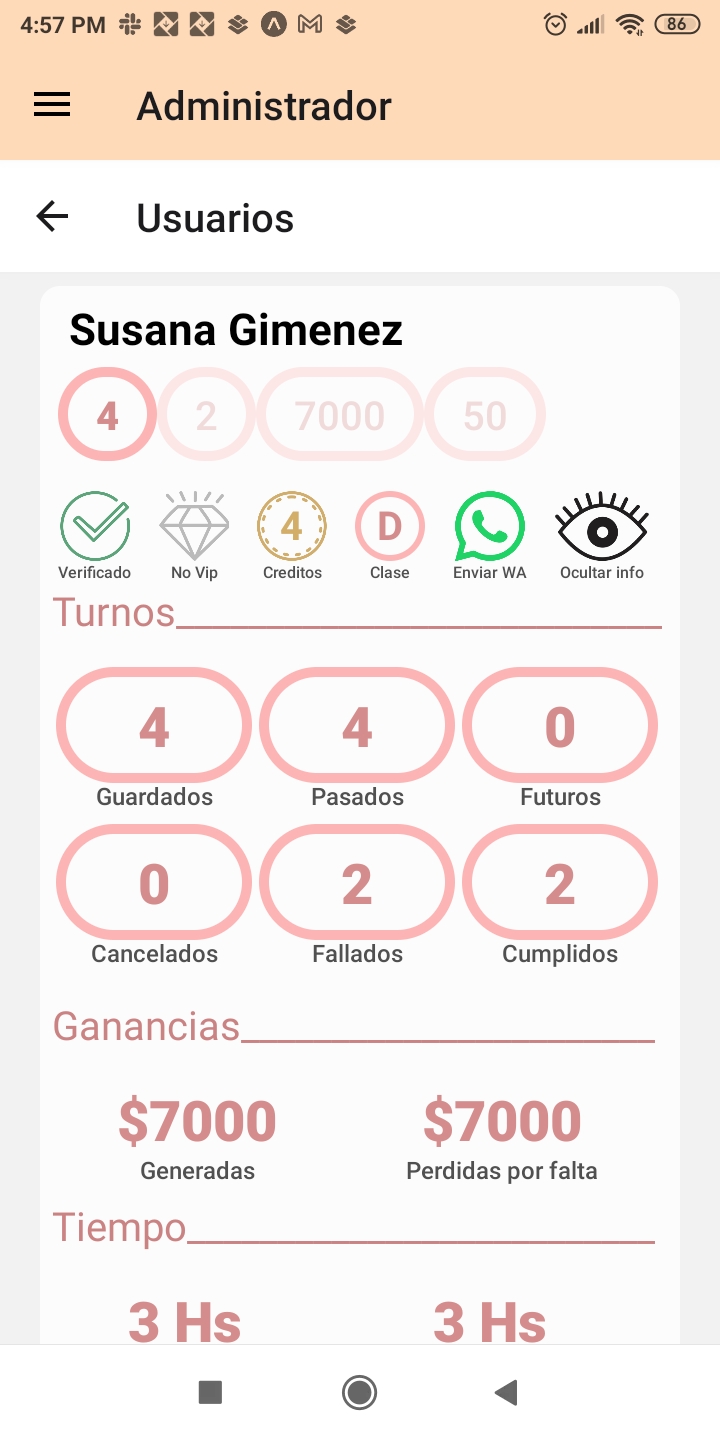 4:57 PM 86
Administrador
Usuarios
Susana Gimenez
4 2 7000 50
4 D
Verificado No Vip Creditos Clase Enviar WA Ocultar info
Turnos
4 4 0
Guardados Pasados Futuros
0 2 2
Cancelados Fallados Cumplidos
Ganancias
$7000 $7000
Generadas Perdidas por falta
Tiempo
3 Hs 3 Hs